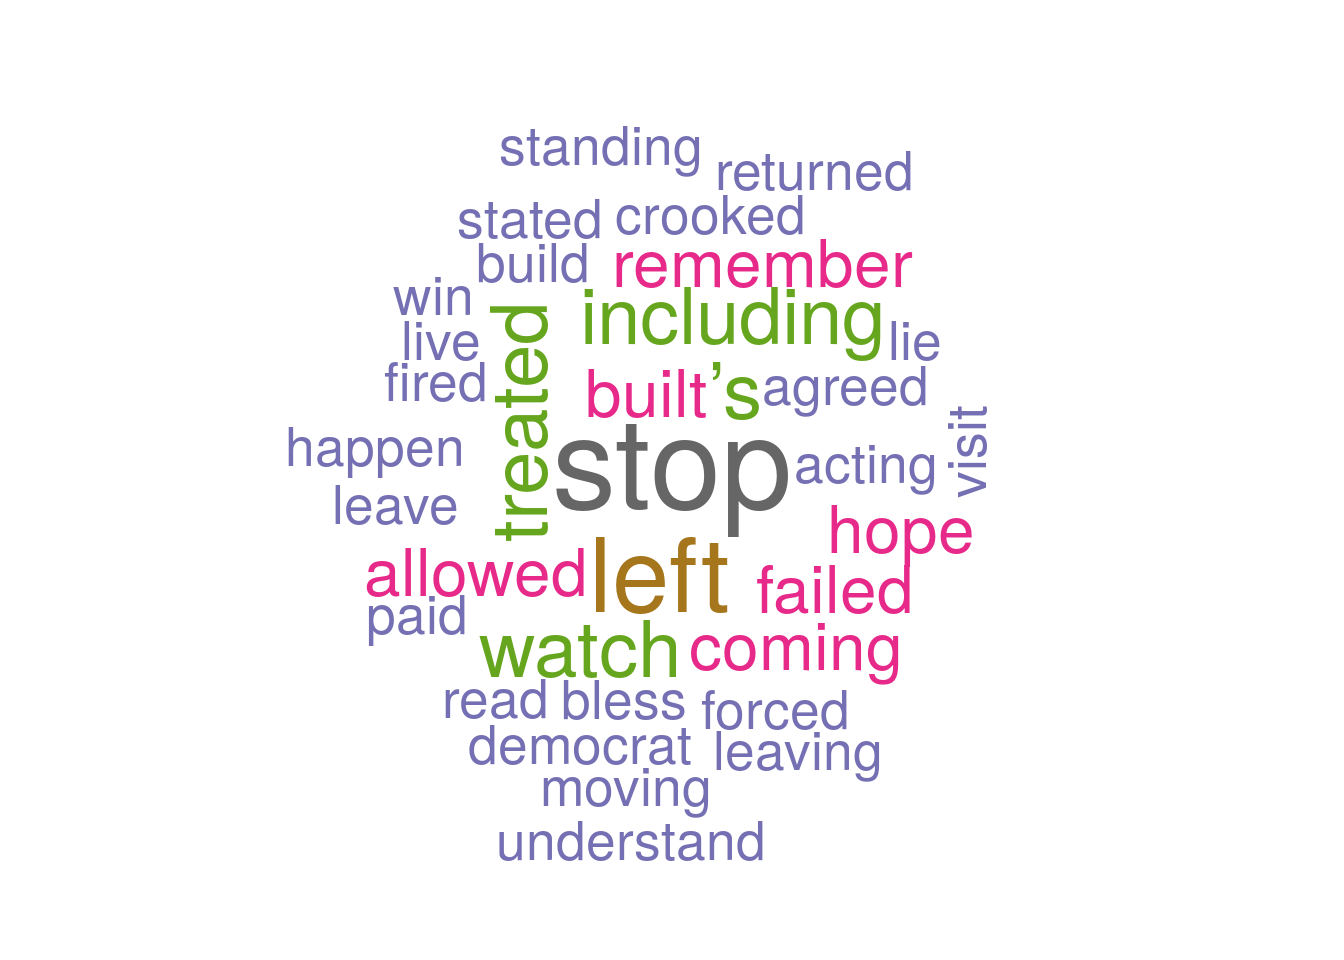 standing
returned
stated crooked
build remember
win including
live treated lie
fired built ’s agreed
happen stop acting visit
leave hope
allowed left failed
paid
watch coming
read bless forced
democrat leaving
moving
understand